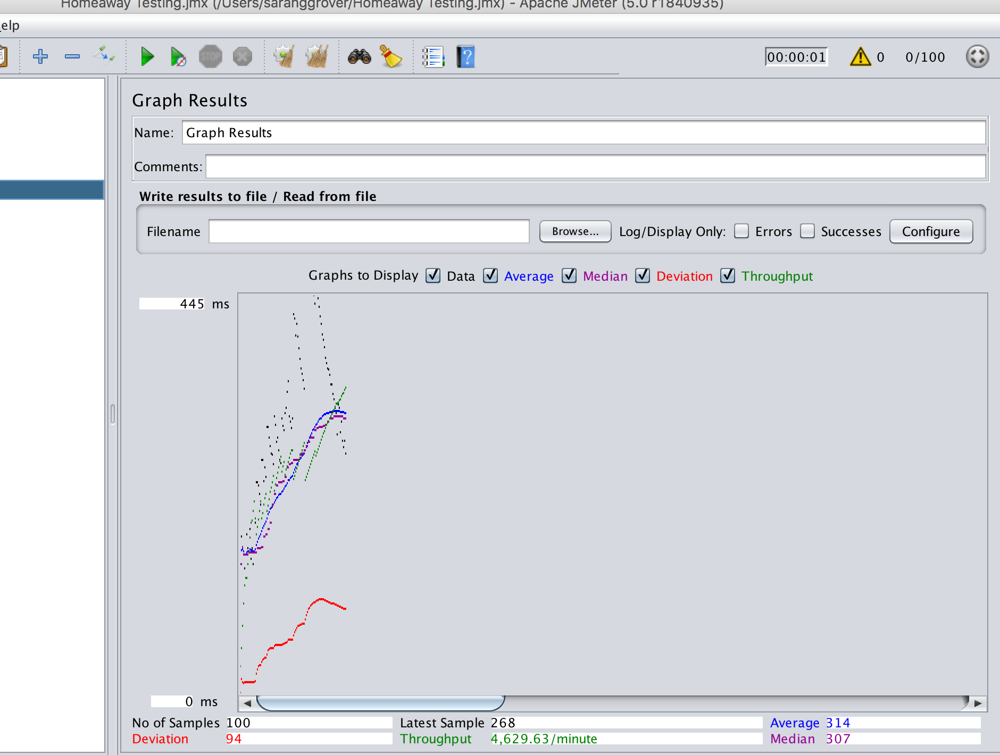 Homeaway Testing.jmx (/Users/saranggrover/Homeaway Testing.jmx) - Apache JMeter (5.0 r1840935)
elp
STOP
?
00:00:01
0
0/100
Graph Results
Name: Graph Results
Comments:
Write results to file / Read from file
Filename Browse... Log/Display Only: Errors Successes Configure
Graphs to Display Data Average Median Deviation Throughput
445 ms
0 ms
No of Samples 100 Latest Sample 268 Average 314
Deviation 94 Throughput 4,629.63/minute Median 307